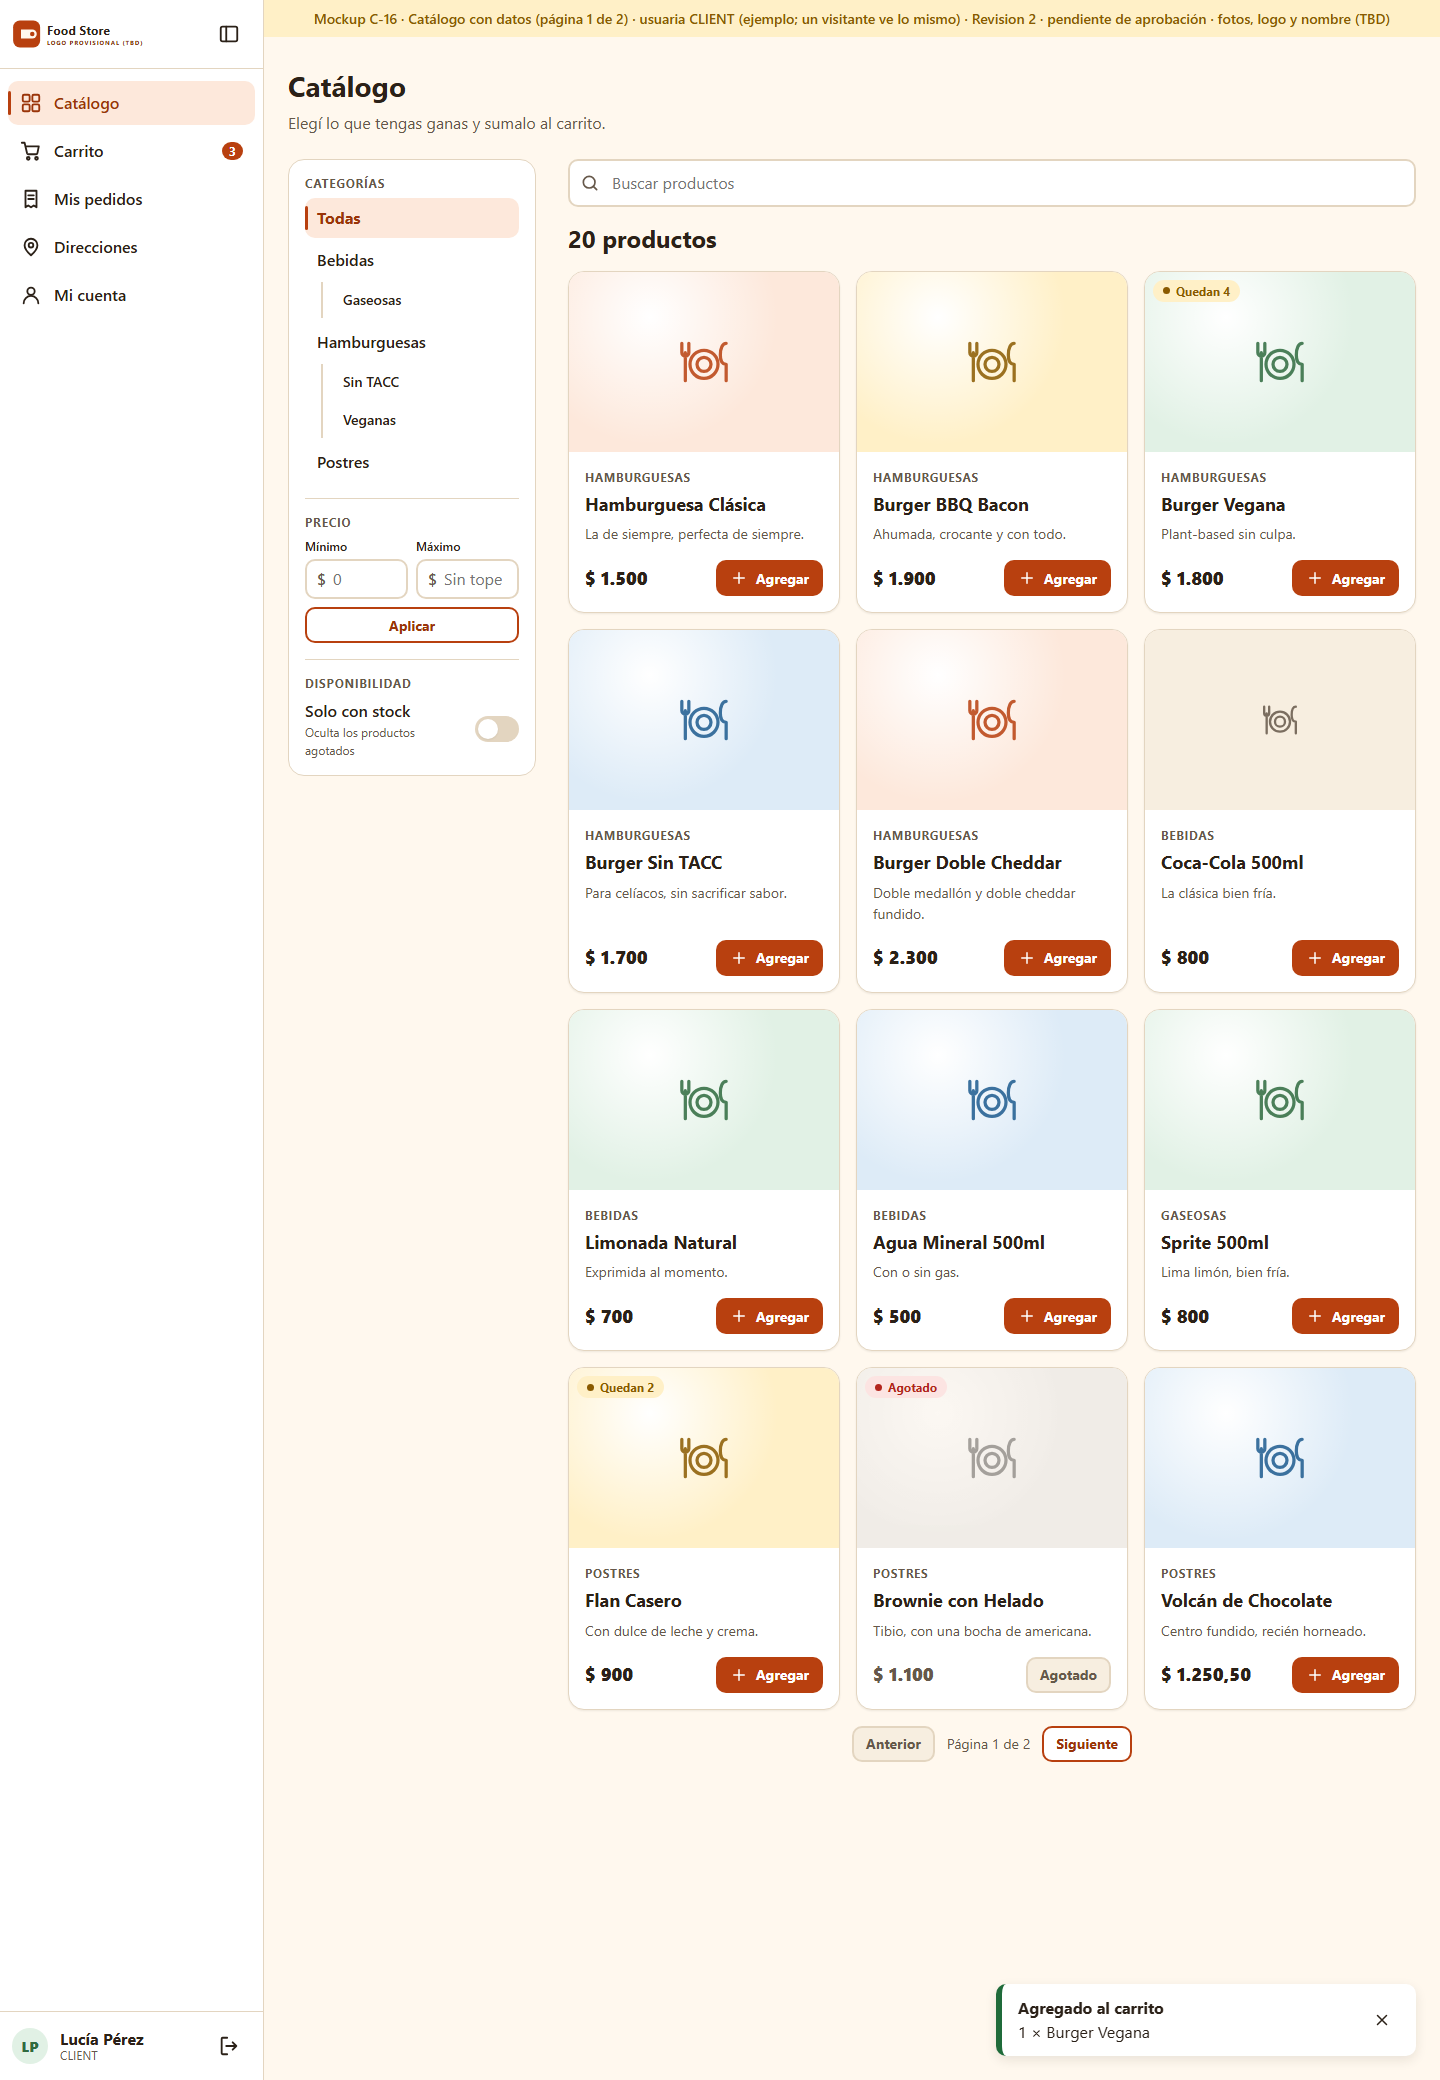 Food Store
LOGO PROVISIONAL (TBD)
Catálogo
Carrito
3
Mis pedidos
Direcciones
Mi cuenta
Lucía Pérez
CLIENT
LP
Mockup C-16 · Catálogo con datos (página 1 de 2) · usuaria CLIENT (ejemplo; un visitante ve lo mismo) · Revision 2 · pendiente de aprobación · fotos, logo y nombre (TBD)
Catálogo
Elegí lo que tengas ganas y sumalo al carrito.
CATEGORÍAS
Todas
Bebidas
Gaseosas
Hamburguesas
Sin TACC
Veganas
Postres
PRECIO
Mínimo
Máximo
$ 0
$ Sin tope
Aplicar
DISPONIBILIDAD
Solo con stock
Oculta los productos
agotados
Buscar productos
20 productos
HAMBURGUESAS
Hamburguesa Clásica
La de siempre, perfecta de siempre.
$ 1.500
Agregar
HAMBURGUESAS
Burger BBQ Bacon
Ahumada, crocante y con todo.
$ 1.900
Agregar
Quedan 4
HAMBURGUESAS
Burger Vegana
Plant-based sin culpa.
$ 1.800
Agregar
HAMBURGUESAS
Burger Sin TACC
Para celíacos, sin sacrificar sabor.
$ 1.700
Agregar
HAMBURGUESAS
Burger Doble Cheddar
Doble medallón y doble cheddar
fundido.
$ 2.300
Agregar
BEBIDAS
Coca-Cola 500ml
La clásica bien fría.
$ 800
Agregar
BEBIDAS
Limonada Natural
Exprimida al momento.
$ 700
Agregar
BEBIDAS
Agua Mineral 500ml
Con o sin gas.
$ 500
Agregar
GASEOSAS
Sprite 500ml
Lima limón, bien fría.
$ 800
Agregar
Quedan 2
POSTRES
Flan Casero
Con dulce de leche y crema.
$ 900
Agregar
Agotado
POSTRES
Brownie con Helado
Tibio, con una bocha de americana.
$ 1.100
Agotado
POSTRES
Volcán de Chocolate
Centro fundido, recién horneado.
$ 1.250,50
Agregar
Anterior
Página 1 de 2
Siguiente
Agregado al carrito
1 × Burger Vegana